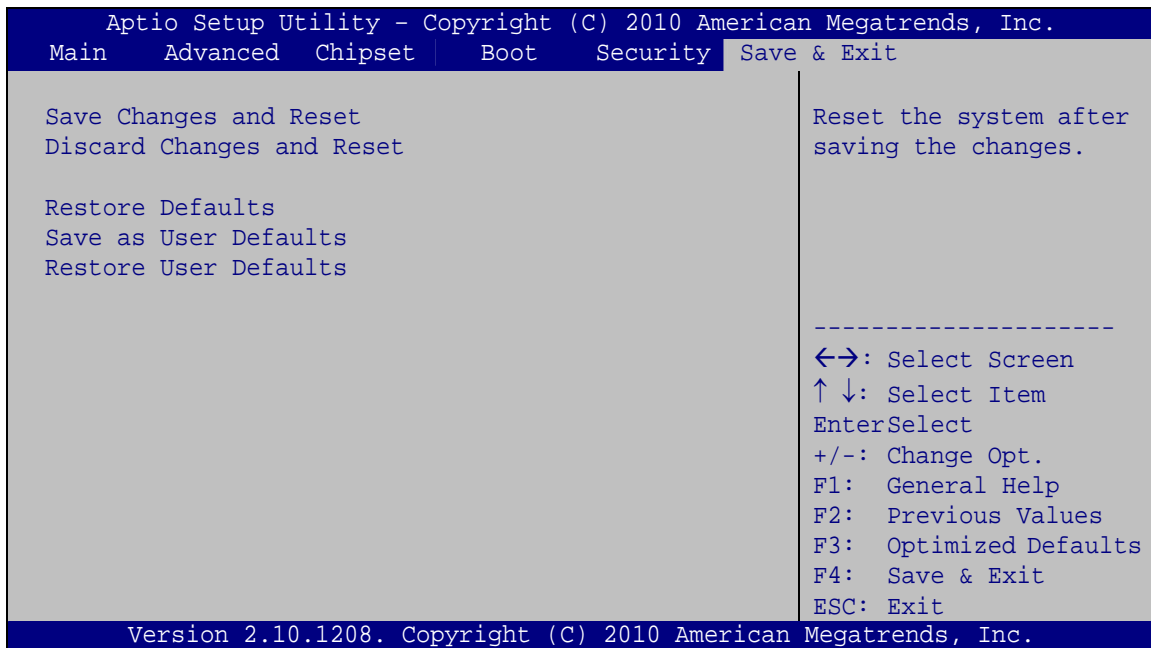 Aptio Setup Utility – Copyright (C) 2010 American Megatrends, Inc.
Main Advanced Chipset Boot Security Save & Exit
Save Changes and Reset
Discard Changes and Reset
Restore Defaults
Save as User Defaults
Restore User Defaults
Reset the system after
saving the changes.
---------------------
←→: Select Screen
↑ ↓: Select Item
EnterSelect
+/-: Change Opt.
F1: General Help
F2: Previous Values
F3: Optimized Defaults
F4: Save & Exit
ESC: Exit
Version 2.10.1208. Copyright (C) 2010 American Megatrends, Inc.